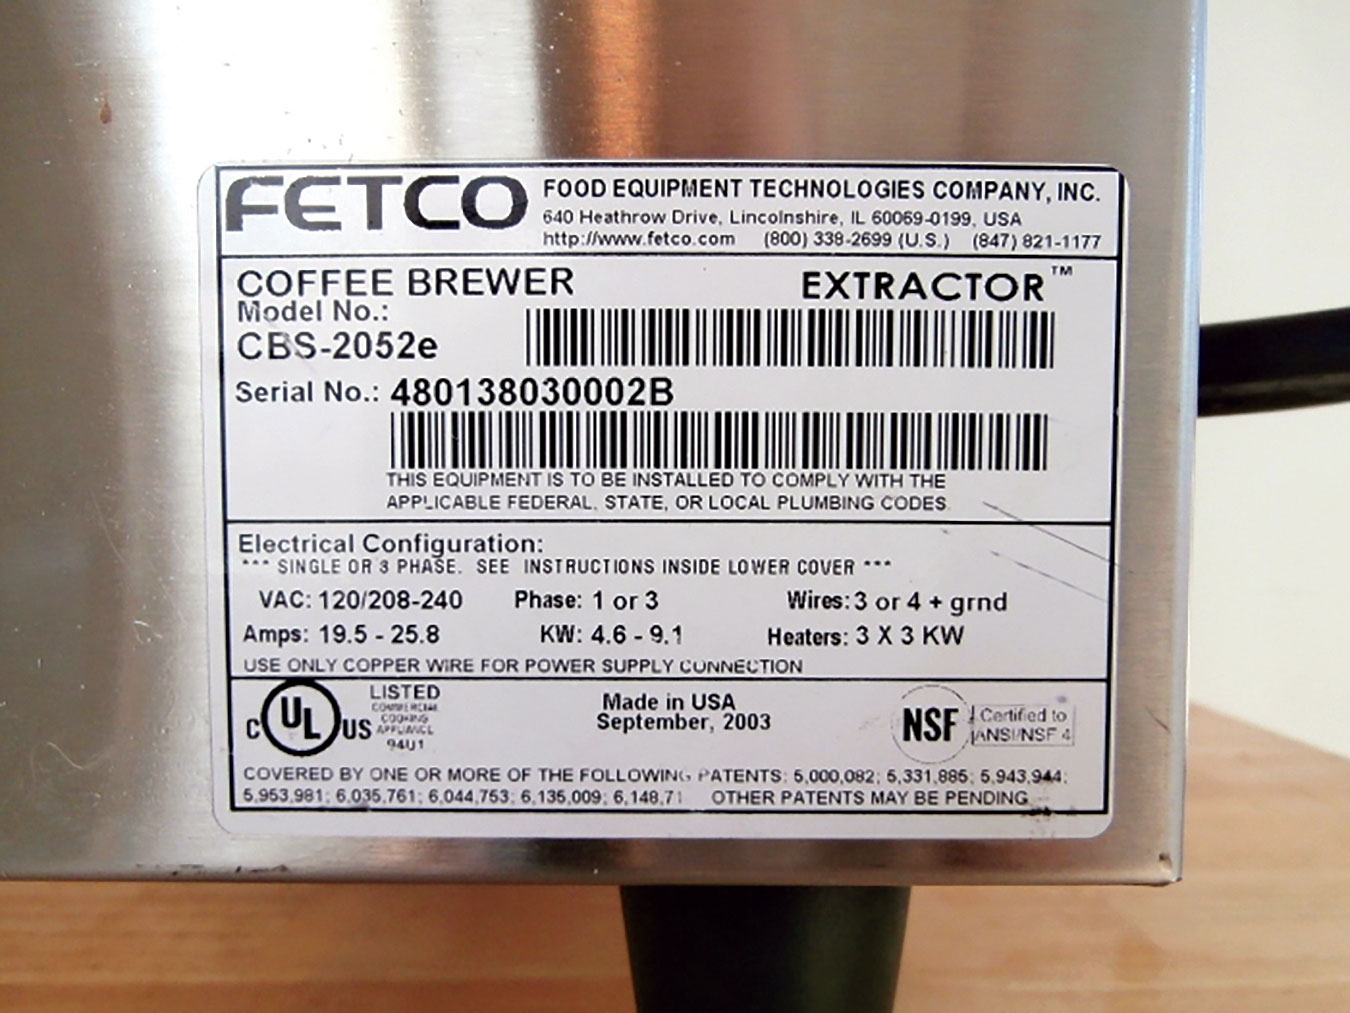 FETCO FOOD EQUIPMENT TECHNOLOGIES COMPANY, INC.
640 Heathrow Drive, Lincolnshire, IL 60069-0199, USA
http://www.fetco.com (800) 338-2699 (U.S.) (847) 821-1177
COFFEE BREWER EXTRACTOR™
Model No.:
CBS-2052e
Serial No.: 480138030002B
THIS EQUIPMENT IS TO BE INSTALLED TO COMPLY WITH THE
APPLICABLE FEDERAL, STATE, OR LOCAL PLUMBING CODES.
Electrical Configuration:
*** SINGLE OR 3 PHASE. SEE INSTRUCTIONS INSIDE LOWER COVER ***
VAC: 120/208-240 Phase: 1 or 3 Wires: 3 or 4 + grnd
Amps: 19.5 - 25.8 KW: 4.6 - 9.1 Heaters: 3 X 3 KW
USE ONLY COPPER WIRE FOR POWER SUPPLY CONNECTION
C UL US LISTED
COMMERCIAL
COOKING
APPLIANCE
94U1
Made in USA
September, 2003
NSF Certified to
ANSI/NSF 4
COVERED BY ONE OR MORE OF THE FOLLOWING PATENTS: 5,000,082; 5,331,885; 5,943,944;
5,953,981; 6,035,761; 6,044,753; 6,135,009; 6,148,71 OTHER PATENTS MAY BE PENDING